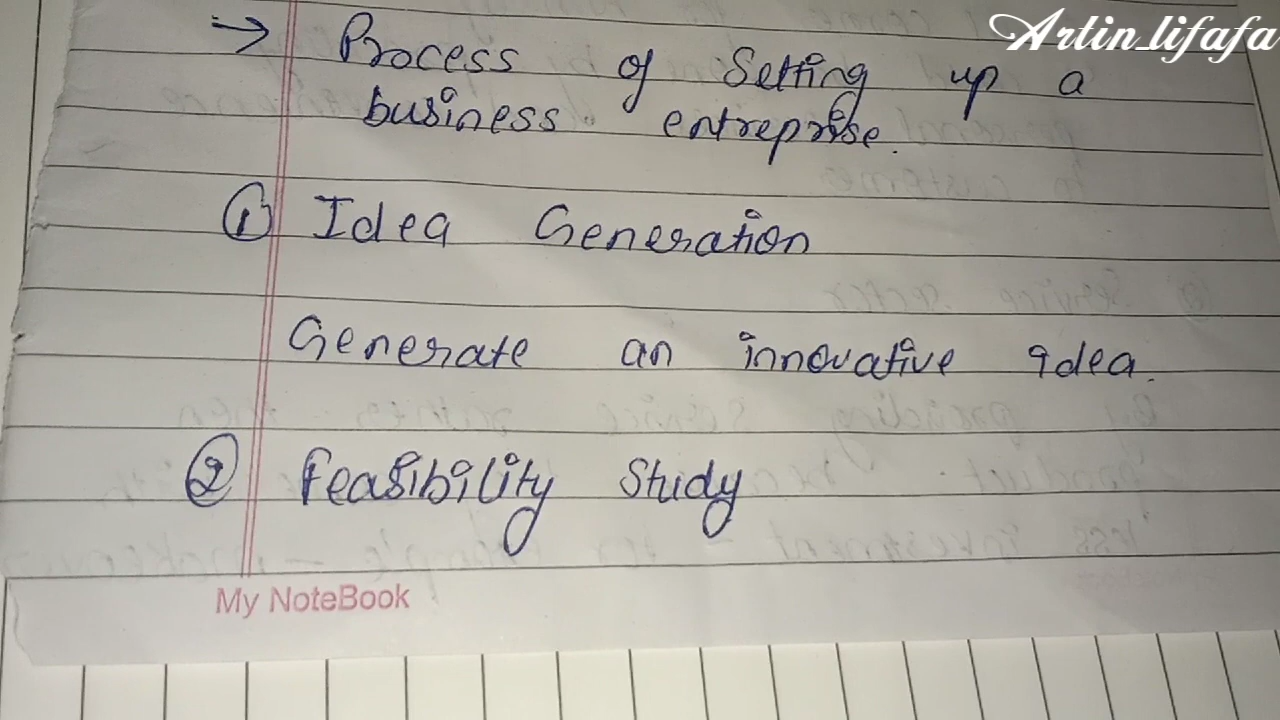 Artin_lifafa
→ Process of Setting up a
business entreprise.
① Idea Generation
Generate an innovative idea.
② Feasibility Study
My NoteBook